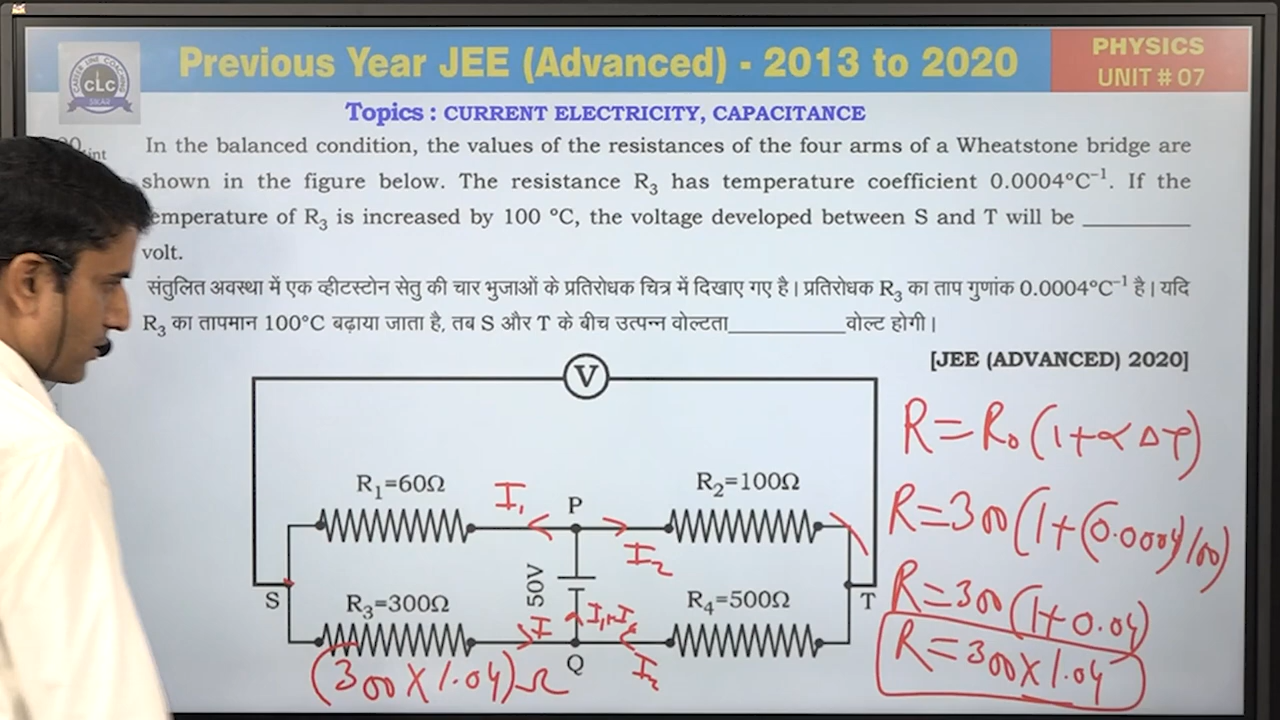 Previous Year JEE (Advanced) - 2013 to 2020
PHYSICS
UNIT # 07
CLC
Topics : CURRENT ELECTRICITY, CAPACITANCE
In the balanced condition, the values of the resistances of the four arms of a Wheatstone bridge are
shown in the figure below. The resistance R₃ has temperature coefficient 0.0004°C⁻¹. If the
emperature of R₃ is increased by 100 °C, the voltage developed between S and T will be __________
volt.
संतुलित अवस्था में एक व्हीटस्टोन सेतु की चार भुजाओं के प्रतिरोधक चित्र में दिखाए गए है। प्रतिरोधक R₃ का ताप गुणांक 0.0004°C⁻¹ है। यदि
R₃ का तापमान 100°C बढ़ाया जाता है, तब S और T के बीच उत्पन्न वोल्टता__________वोल्ट होगी।
[JEE (ADVANCED) 2020]
V
R₁=60Ω
R₂=100Ω
I₁
P
I₂
50V
S
T
R₃=300Ω
R₄=500Ω
I₁+I₂
I
Q
I₂
(300×1.04)Ω
R=R₀(1+∝ΔT)
R=300(1+(0.0004)100)
R=300(1+0.04)
R=300×1.04